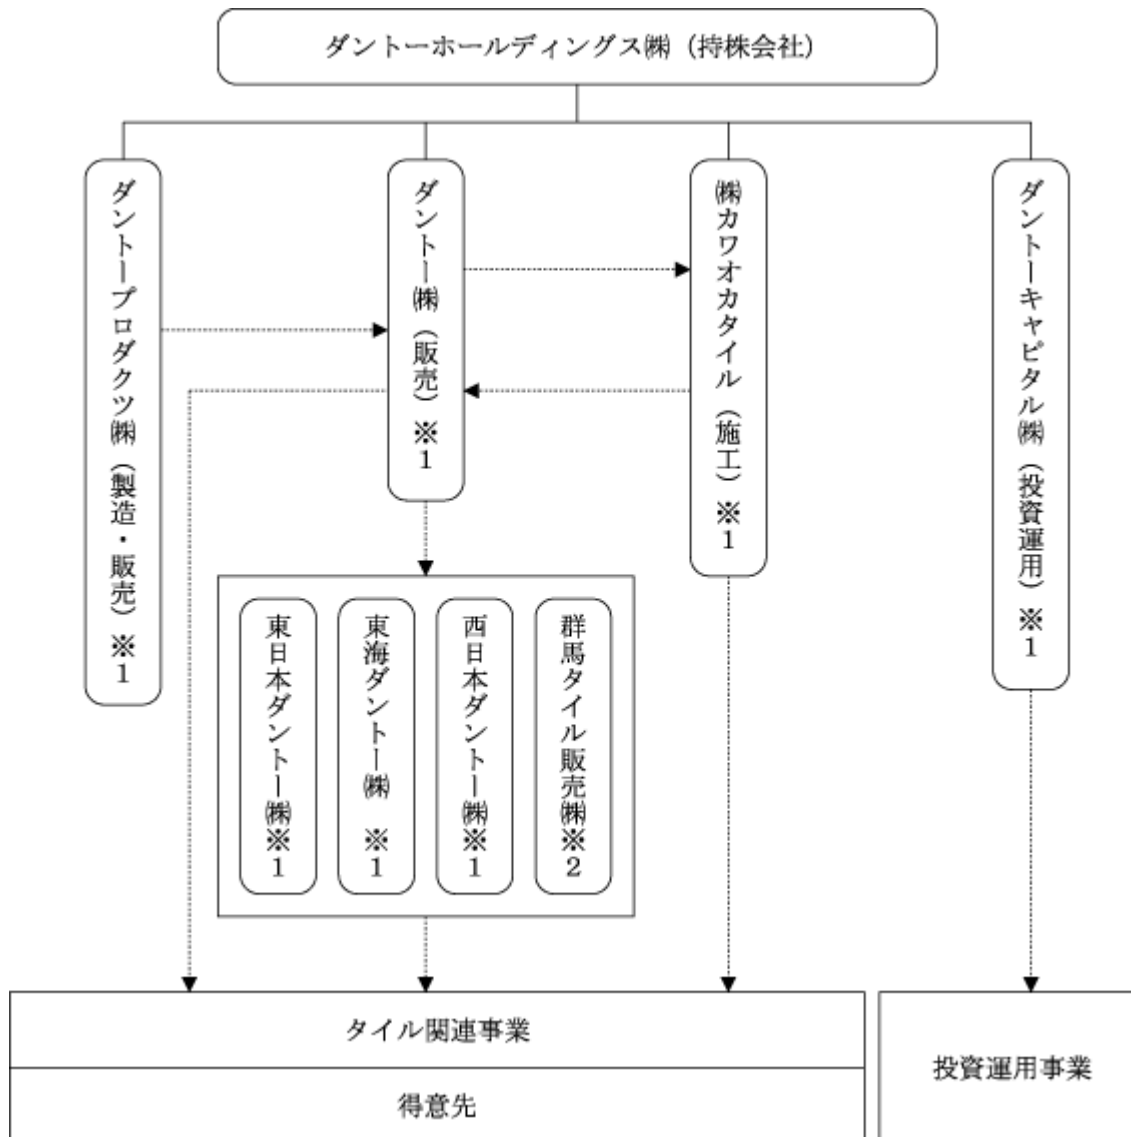 ダントーホールディングス㈱（持株会社）
ダントープロダクツ㈱（製造・販売）※１
ダントー㈱（販売）※１
㈱カワオカタイル（施工）※１
ダントーキャピタル㈱（投資運用）※１
東日本ダントー㈱※１
東海ダントー㈱　※１
西日本ダントー㈱※１
群馬タイル販売㈱※２
タイル関連事業
得意先
投資運用事業